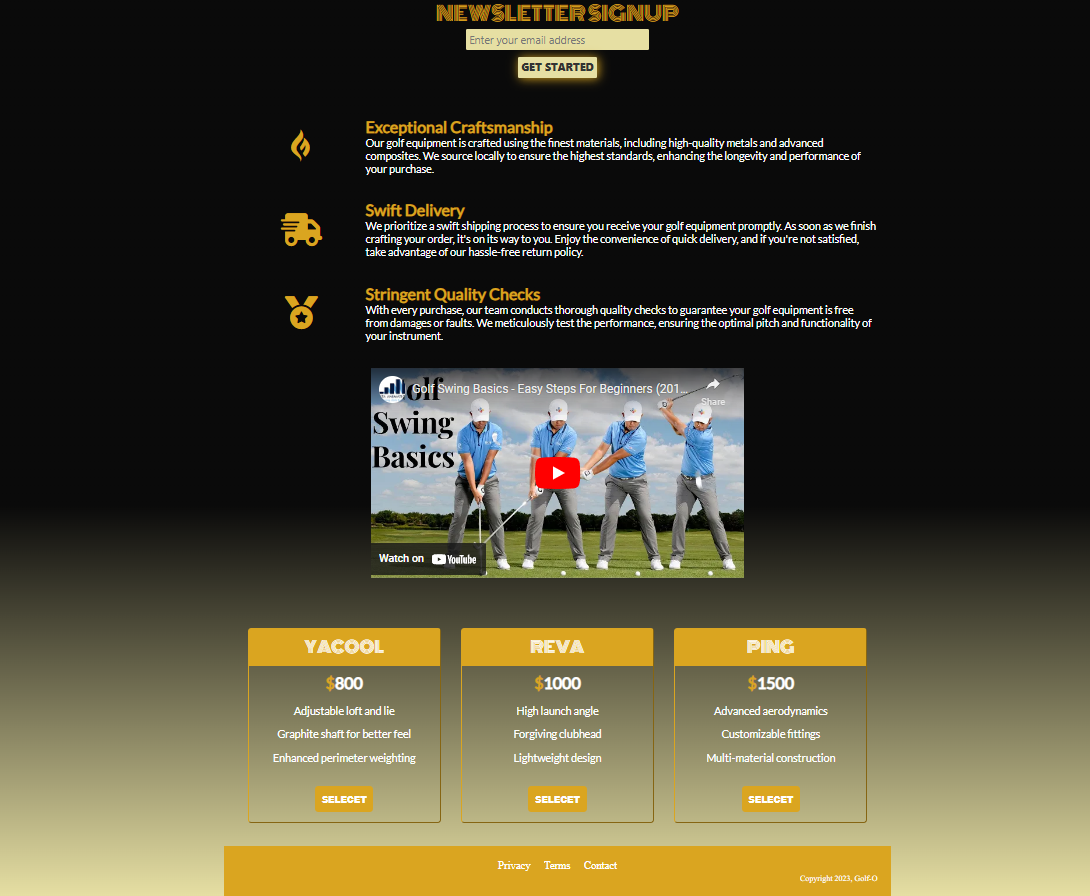 NEWSLETTER SIGNUP
Enter your email address
GET STARTED
Exceptional Craftsmanship
Our golf equipment is crafted using the finest materials, including high-quality metals and advanced
composites. We source locally to ensure the highest standards, enhancing the longevity and performance of
your purchase.
Swift Delivery
We prioritize a swift shipping process to ensure you receive your golf equipment promptly. As soon as we finish
crafting your order, it's on its way to you. Enjoy the convenience of quick delivery, and if you're not satisfied,
take advantage of our hassle-free return policy.
Stringent Quality Checks
With every purchase, our team conducts thorough quality checks to guarantee your golf equipment is free
from damages or faults. We meticulously test the performance, ensuring the optimal pitch and functionality of
your instrument.
Golf Swing Basics - Easy Steps For Beginners (201...
Share
Golf
Swing
Basics
Watch on YouTube
YACOOL
$800
Adjustable loft and lie
Graphite shaft for better feel
Enhanced perimeter weighting
SELECET
REVA
$1000
High launch angle
Forgiving clubhead
Lightweight design
SELECET
PING
$1500
Advanced aerodynamics
Customizable fittings
Multi-material construction
SELECET
Privacy Terms Contact
Copyright 2023, Golf-O